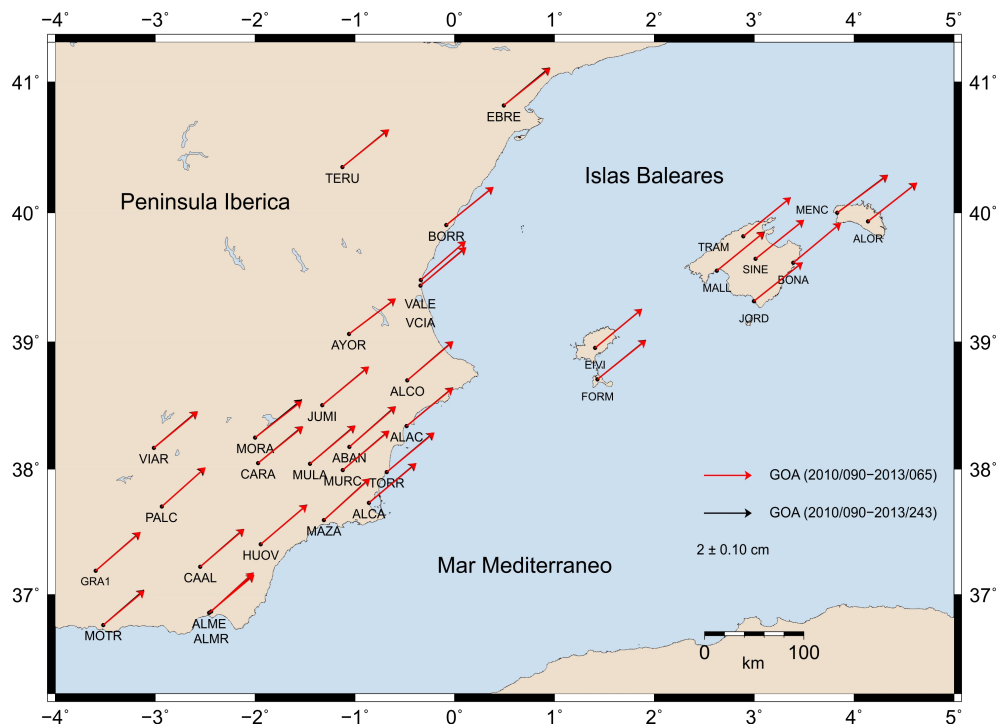 −4˚ −3˚ −2˚ −1˚ 0˚ 1˚ 2˚ 3˚ 4˚ 5˚
41˚ 41˚
EBRE
TERU
Islas Baleares
Peninsula Iberica
40˚ 40˚
MENC
BORR
ALOR
TRAM
SINE
BONA
MALL
VALE
JORD
VCIA
39˚ 39˚
AYOR
EIVI
ALCO
FORM
JUMI
ALAC
MORA
VIAR
ABAN
38˚ 38˚
CARA
MULA
MURC
TORR
GOA (2010/090−2013/065)
PALC
ALCA
GOA (2010/090−2013/243)
MAZA
HUOV
2 ± 0.10 cm
Mar Mediterraneo
CAAL
GRA1
37˚ 37˚
ALME
MOTR
ALMR
0 100
km
−4˚ −3˚ −2˚ −1˚ 0˚ 1˚ 2˚ 3˚ 4˚ 5˚